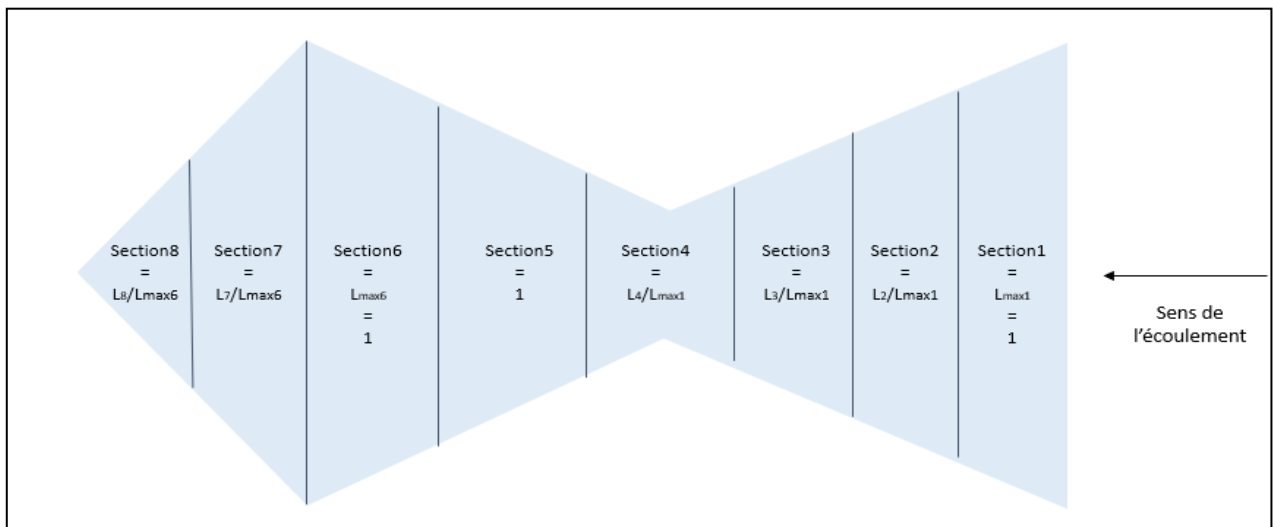 Section8
=
L8/Lmax6
Section7
=
L7/Lmax6
Section6
=
Lmax6
=
1
Section5
=
1
Section4
=
L4/Lmax1
Section3
=
L3/Lmax1
Section2
=
L2/Lmax1
Section1
=
Lmax1
=
1
Sens de
l'écoulement